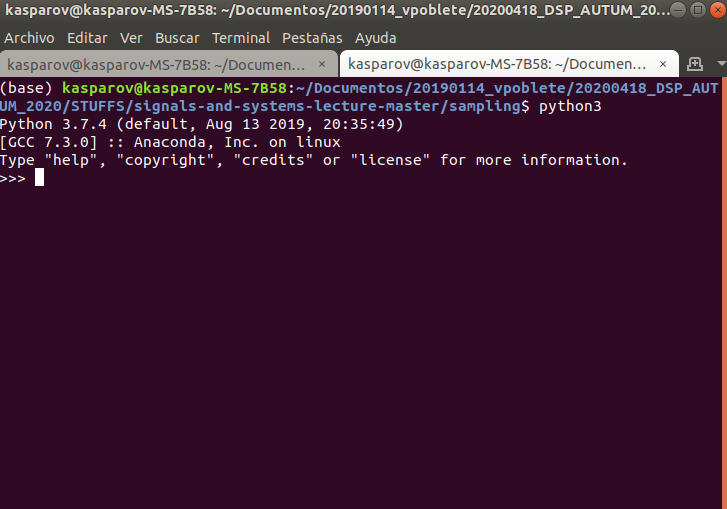 kasparov@kasparov-MS-7B58: ~/Documentos/20190114_vpoblete/20200418_DSP_AUTUM_20...
Archivo Editar Ver Buscar Terminal Pestañas Ayuda
kasparov@kasparov-MS-7B58: ~/Documen... × kasparov@kasparov-MS-7B58: ~/Documen... ×
(base) kasparov@kasparov-MS-7B58:~/Documentos/20190114_vpoblete/20200418_DSP_AUT
UM_2020/STUFFS/signals-and-systems-lecture-master/sampling$ python3
Python 3.7.4 (default, Aug 13 2019, 20:35:49)
[GCC 7.3.0] :: Anaconda, Inc. on linux
Type "help", "copyright", "credits" or "license" for more information.
>>>